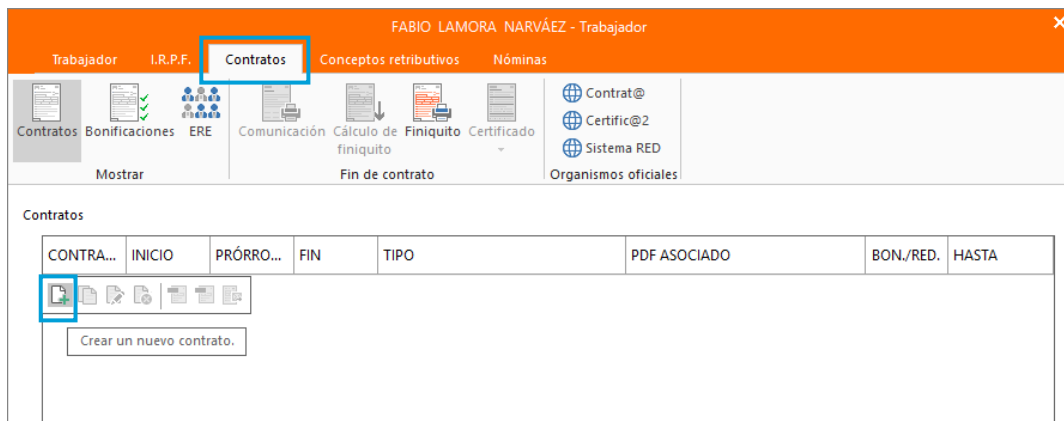 FABIO LAMORA NARVÁEZ - Trabajador
Trabajador I.R.P.F. Contratos Conceptos retributivos Nóminas
Contratos Bonificaciones ERE Comunicación Cálculo de finiquito Finiquito Certificado
Contrat@
Certific@2
Sistema RED
Mostrar Fin de contrato Organismos oficiales
Contratos
CONTRA... INICIO PRÓRRO... FIN TIPO PDF ASOCIADO BON./RED. HASTA
Crear un nuevo contrato.